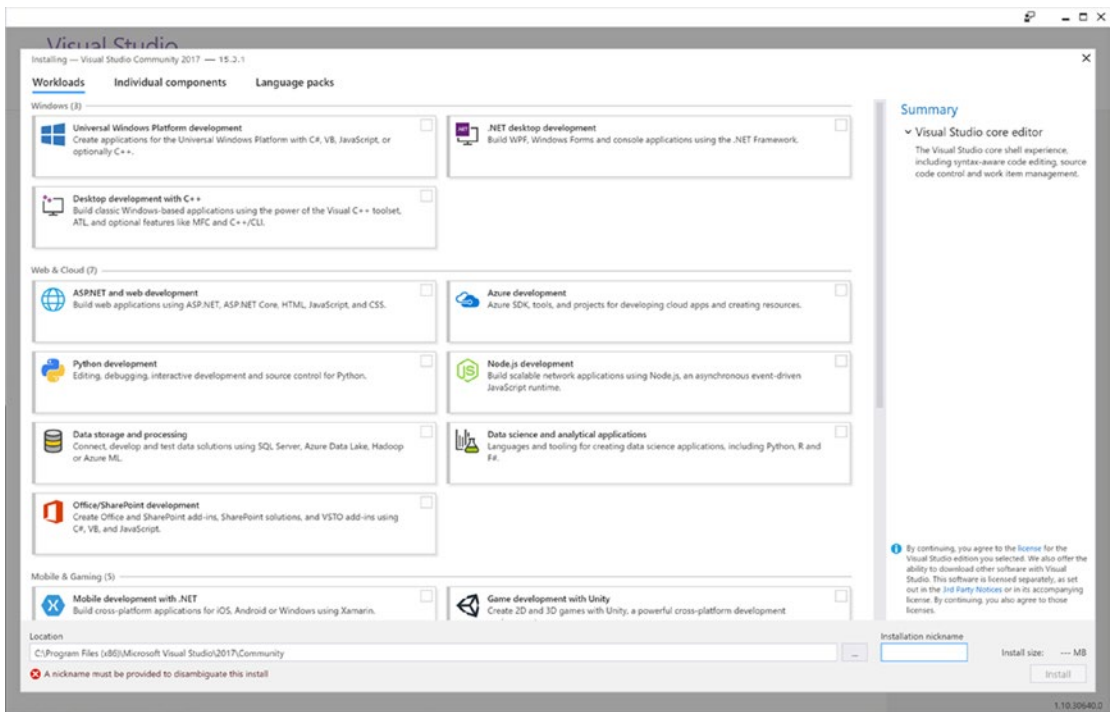 Visual Studio
Installing — Visual Studio Community 2017 — 15.3.1
Workloads Individual components Language packs
Windows (3)
Universal Windows Platform development
Create applications for the Universal Windows Platform with C#, VB, JavaScript, or
optionally C++.
.NET desktop development
Build WPF, Windows Forms and console applications using the .NET Framework.
Desktop development with C++
Build classic Windows-based applications using the power of the Visual C++ toolset,
ATL, and optional features like MFC and C++/CLI.
Web & Cloud (7)
ASP.NET and web development
Build web applications using ASP.NET, ASP.NET Core, HTML, JavaScript, and CSS.
Azure development
Azure SDK, tools, and projects for developing cloud apps and creating resources.
Python development
Editing, debugging, interactive development and source control for Python.
Node.js development
Build scalable network applications using Node.js, an asynchronous event-driven
JavaScript runtime.
Data storage and processing
Connect, develop and test data solutions using SQL Server, Azure Data Lake, Hadoop
or Azure ML.
Data science and analytical applications
Languages and tooling for creating data science applications, including Python, R and
F#.
Office/SharePoint development
Create Office and SharePoint add-ins, SharePoint solutions, and VSTO add-ins using
C#, VB, and JavaScript.
Mobile & Gaming (5)
Mobile development with .NET
Build cross-platform applications for iOS, Android or Windows using Xamarin.
Game development with Unity
Create 2D and 3D games with Unity, a powerful cross-platform development
Summary
Visual Studio core editor
The Visual Studio core shell experience,
including syntax-aware code editing, source
code control and work item management.
By continuing, you agree to the license for the
Visual Studio edition you selected. We also offer the
ability to download other software with Visual
Studio. This software is licensed separately, as set
out in the 3rd Party Notices or in its accompanying
license. By continuing, you also agree to those
licenses.
Location
C:\Program Files (x86)\Microsoft Visual Studio\2017\Community
...
A nickname must be provided to disambiguate this install
Installation nickname
Install size: --- MB
Install
1.10.30640.0